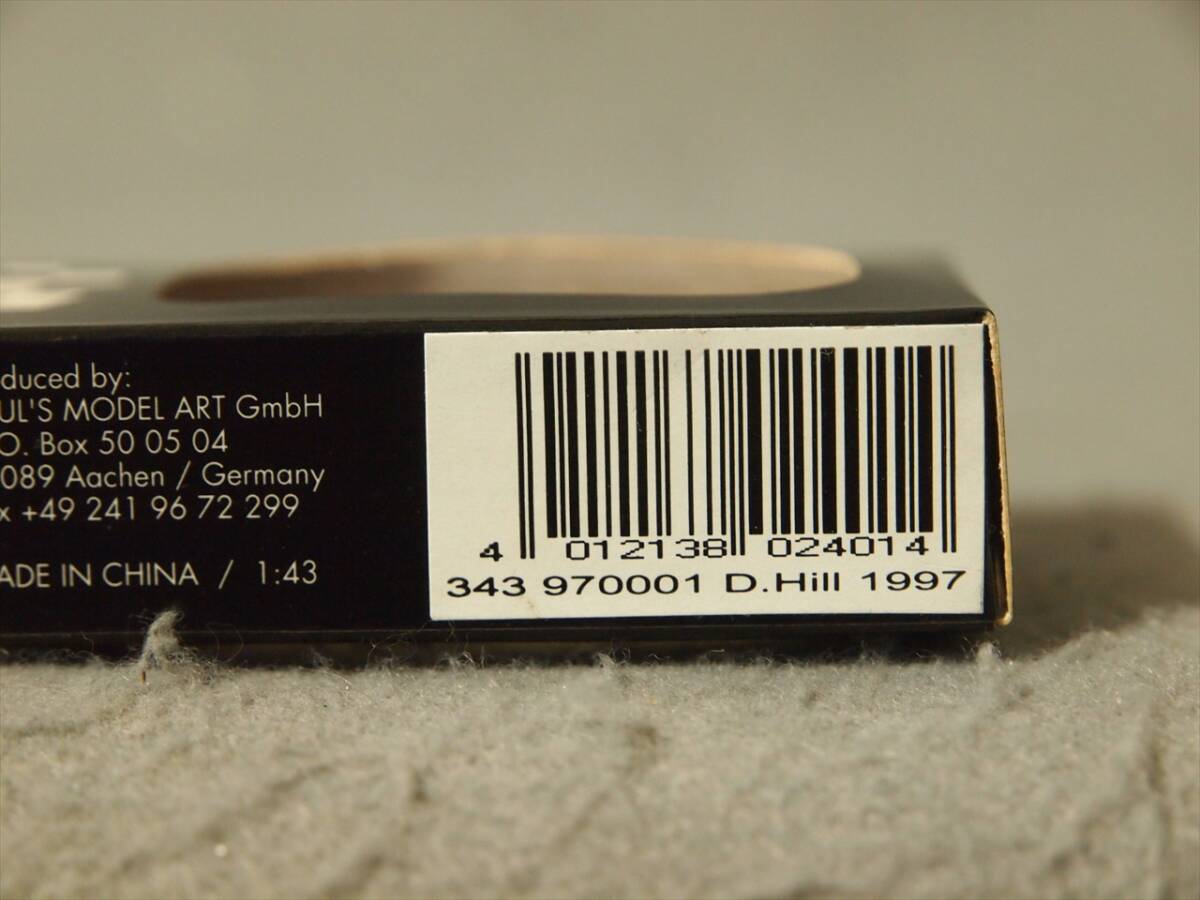 duced by:
UL'S MODEL ART GmbH
O. Box 50 05 04
089 Aachen / Germany
x +49 241 96 72 299
ADE IN CHINA / 1:43
4 012138 024014
343 970001 D.Hill 1997